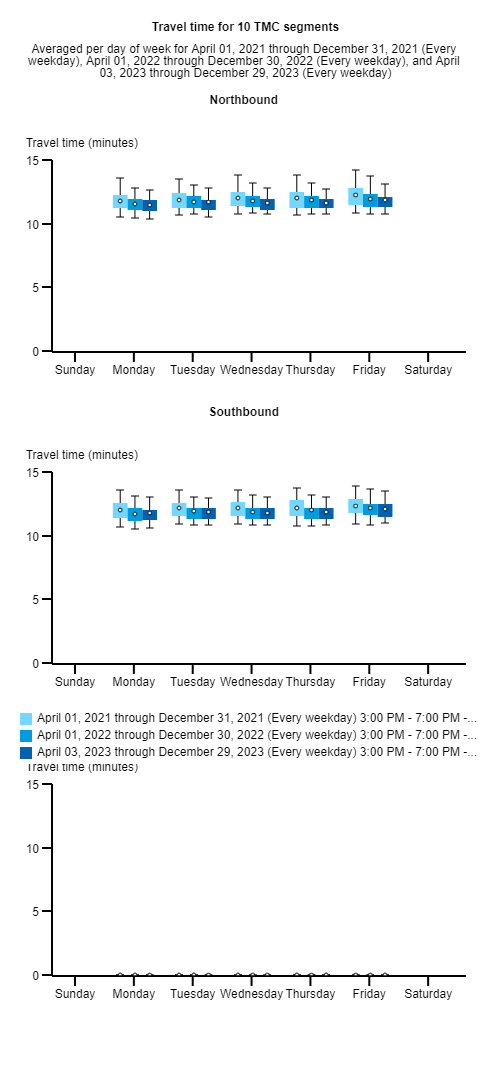 Travel time for 10 TMC segments
Averaged per day of week for April 01, 2021 through December 31, 2021 (Every
weekday), April 01, 2022 through December 30, 2022 (Every weekday), and April
03, 2023 through December 29, 2023 (Every weekday)
Northbound
Travel time (minutes)
15
10
5
0
Sunday Monday Tuesday Wednesday Thursday Friday Saturday
Southbound
Travel time (minutes)
15
10
5
0
Sunday Monday Tuesday Wednesday Thursday Friday Saturday
April 01, 2021 through December 31, 2021 (Every weekday) 3:00 PM - 7:00 PM -...
April 01, 2022 through December 30, 2022 (Every weekday) 3:00 PM - 7:00 PM -...
April 03, 2023 through December 29, 2023 (Every weekday) 3:00 PM - 7:00 PM -...
Travel time (minutes)
15
10
5
0
Sunday Monday Tuesday Wednesday Thursday Friday Saturday